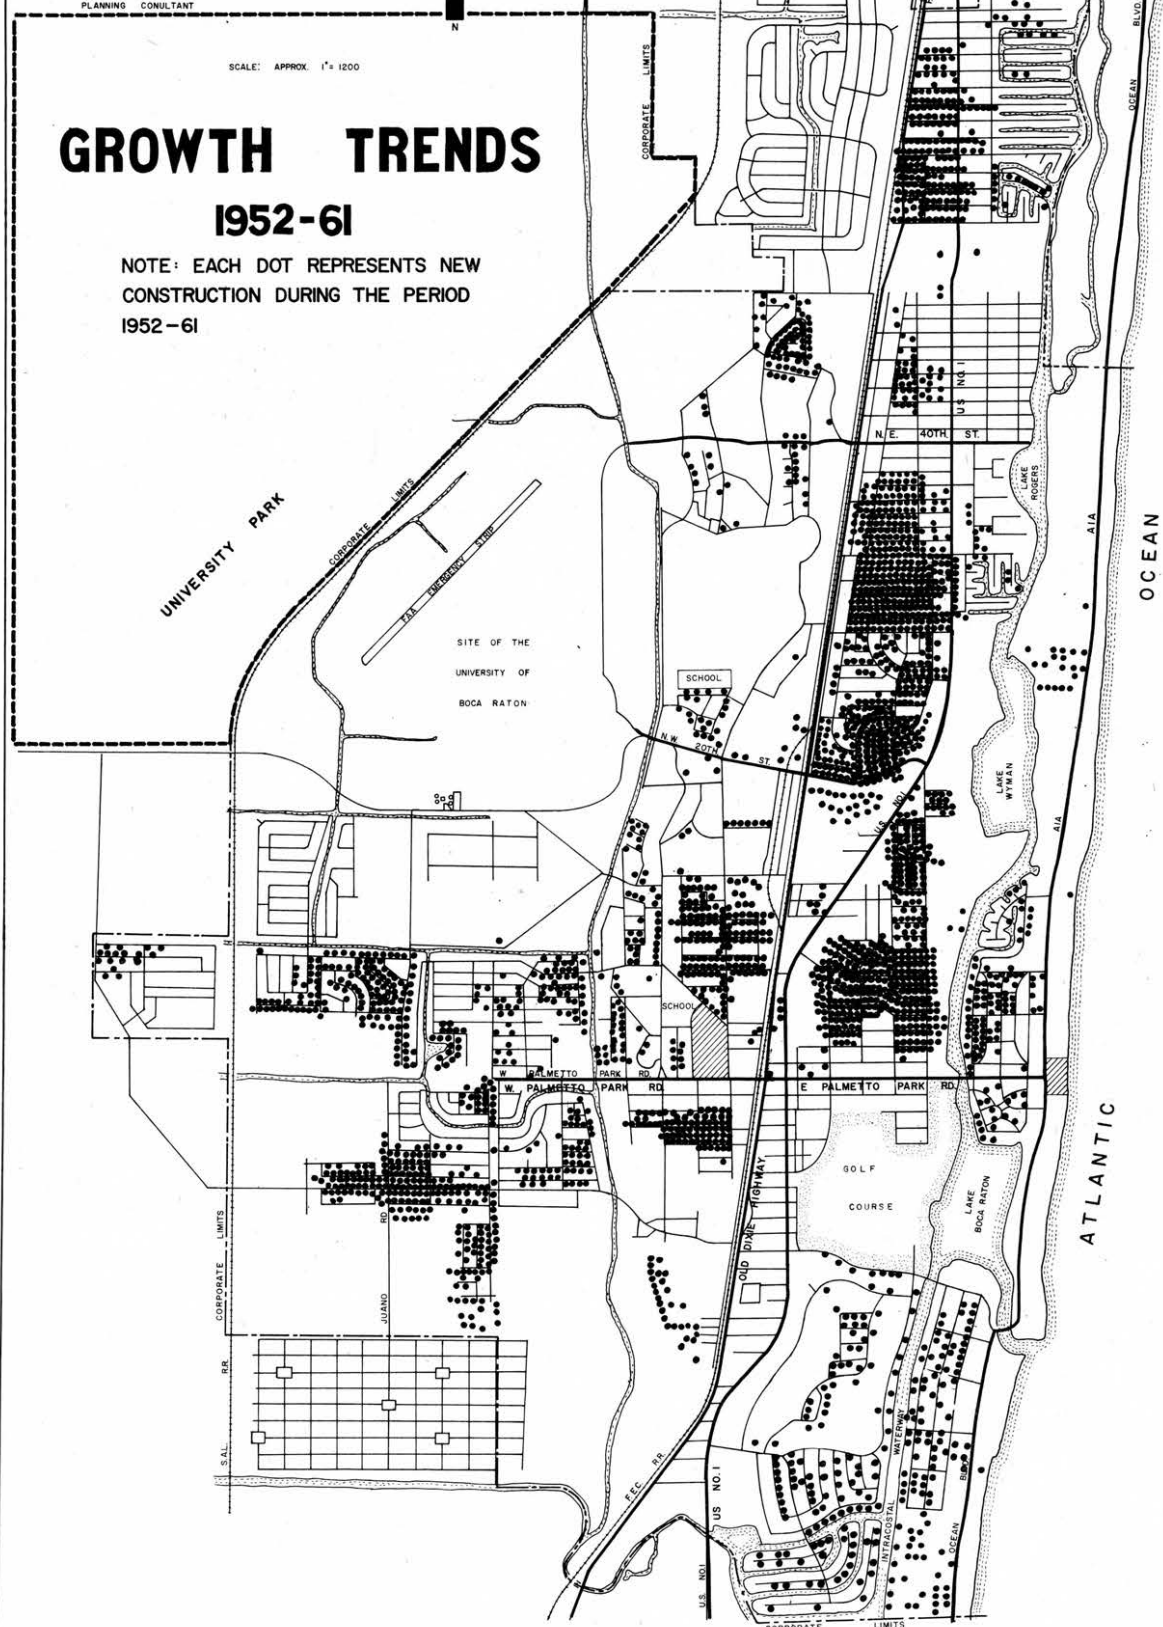 PLANNING CONULTANT
N
SCALE: APPROX. 1"= 1200
GROWTH TRENDS
1952-61
NOTE: EACH DOT REPRESENTS NEW
CONSTRUCTION DURING THE PERIOD
1952-61
CORPORATE LIMITS
OCEAN BLVD.
US NO. 1
N. E. 40TH ST.
LAKE
ROGERS
A1A
OCEAN
UNIVERSITY PARK
CORPORATE LIMITS
FAA EMERGENCY STRIP
SITE OF THE
UNIVERSITY OF
BOCA RATON
SCHOOL
N.W. 20TH ST.
LAKE
WYMAN
U.S. NO. 1
A1A
SCHOOL
W PALMETTO PARK RD.
W. PALMETTO PARK RD.
E PALMETTO PARK RD.
ATLANTIC
GOLF
COURSE
LAKE
BOCA RATON
OLD DIXIE HIGHWAY
CORPORATE LIMITS
JUANO RD
S.A.L. R.R.
F.E.C. R.R.
US NO. 1
U.S. NO. 1
INTRACOSTAL WATERWAY
OCEAN BLVD.
CORPORATE LIMITS